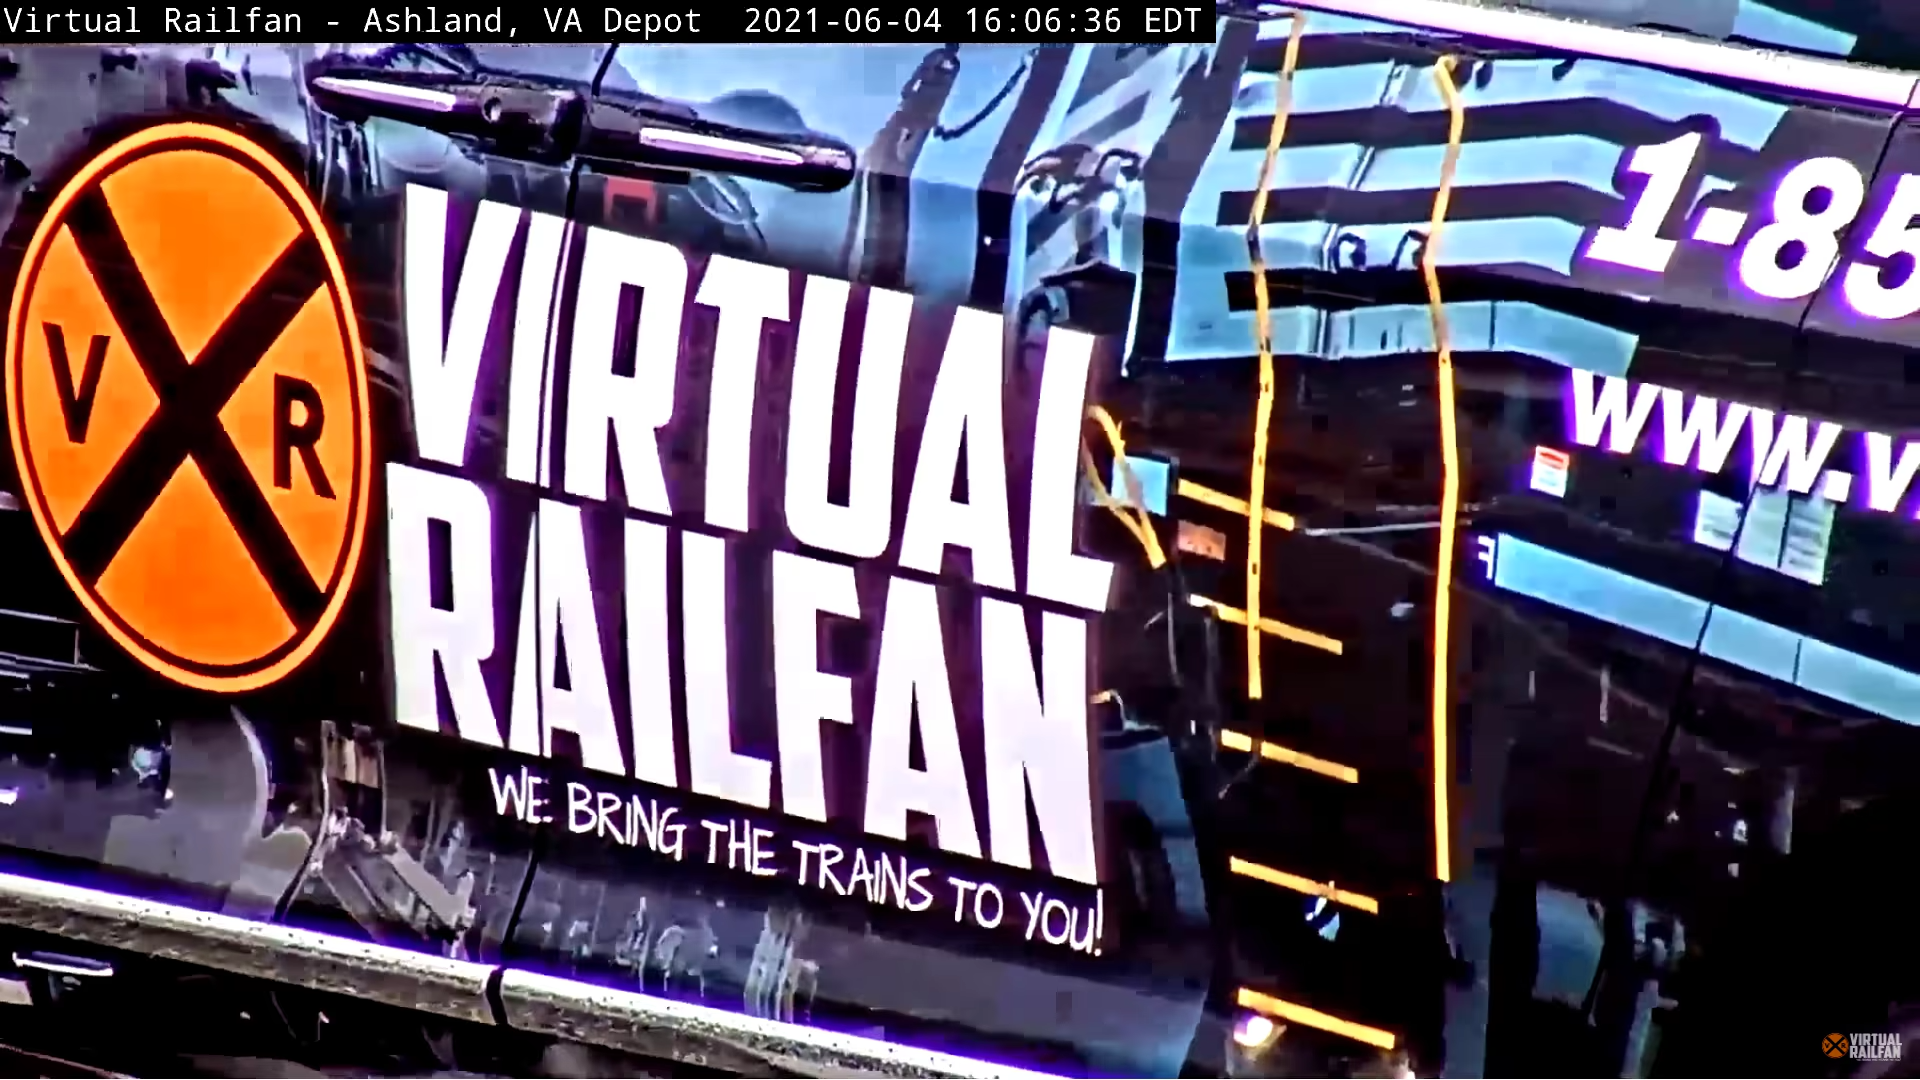 Virtual Railfan - Ashland, VA Depot 2021-06-04 16:06:36 EDT
V R
VIRTUAL
RAILFAN
WE BRING THE TRAINS TO YOU!
1-85
www.v
VIRTUAL
RAILFAN